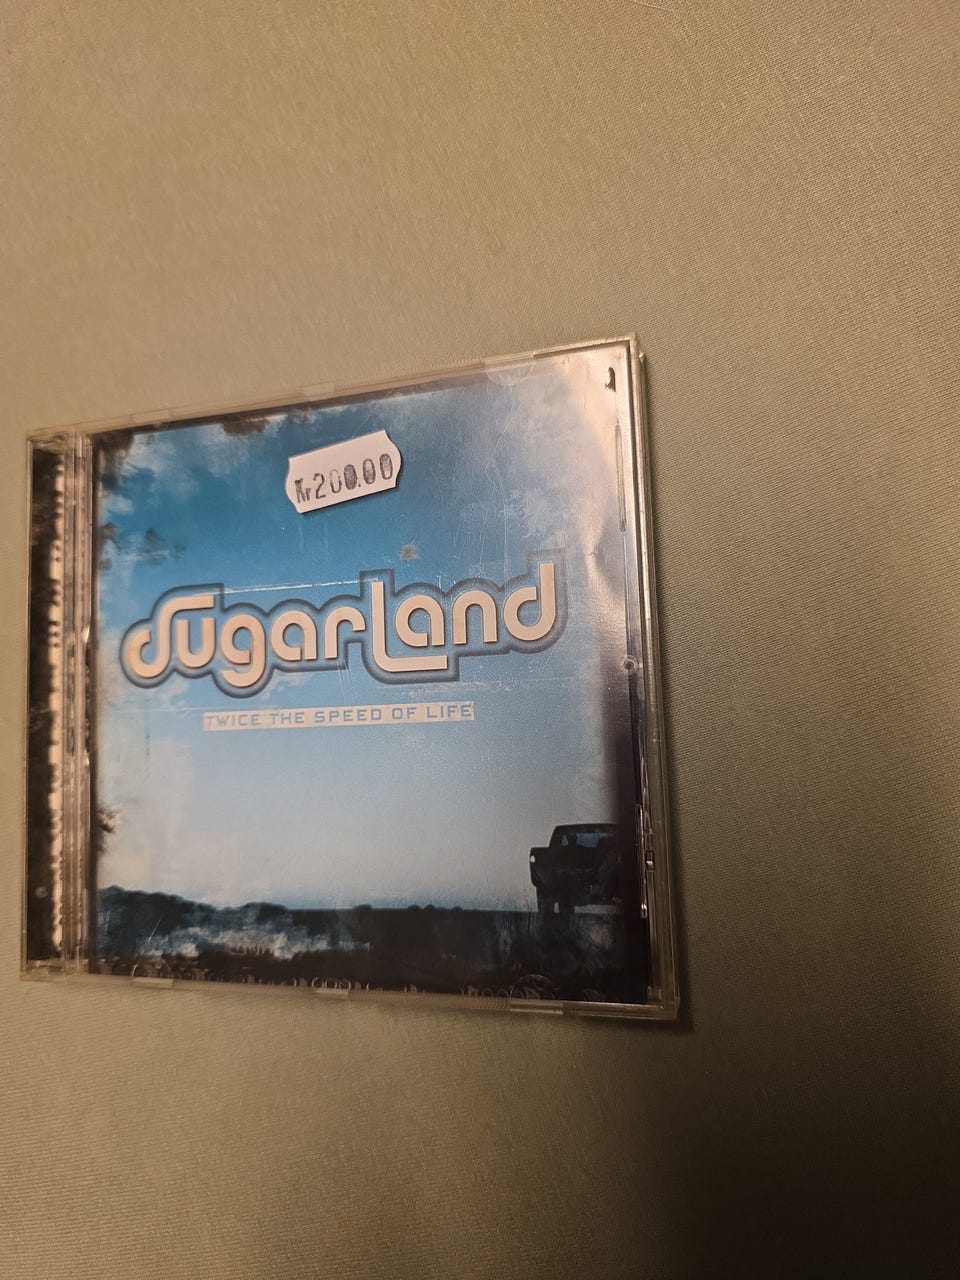 Kr200.00
sugarland
TWICE THE SPEED OF LIFE